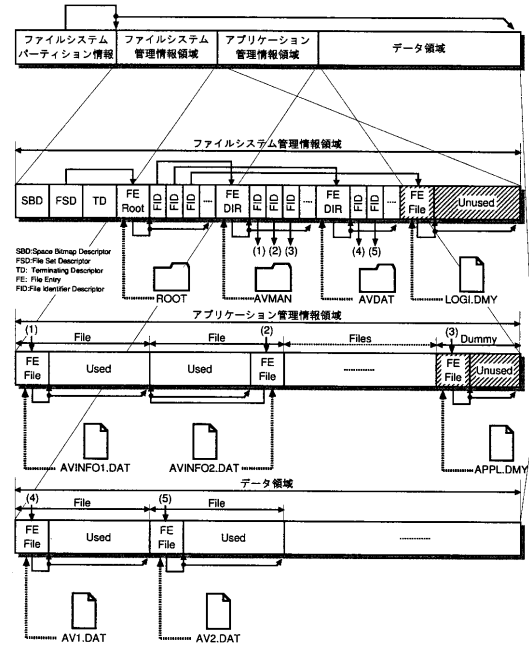 ファイルシステム
パーティション情報
ファイルシステム
管理情報領域
アプリケーション
管理情報領域
データ領域
ファイルシステム管理情報領域
SBD FSD TD FE Root FID FID FID ---- FE DIR FID FID FID ---- FE DIR FID FID ---- FE File Unused
(1) (2) (3) (4) (5)
SBD:Space Bitmap Descriptor
FSD:File Set Descriptor
TD: Terminating Descriptor
FE: File Entry
FID:File Identifier Descriptor
ROOT AVMAN AVDAT LOGI.DMY
アプリケーション管理情報領域
(1) File File (2) Files (3) Dummy
FE File Used Used FE File ---------- FE File Unused
AVINFO1.DAT AVINFO2.DAT APPL.DMY
データ領域
(4) File (5) File
FE File Used FE File Used ----------
AV1.DAT AV2.DAT